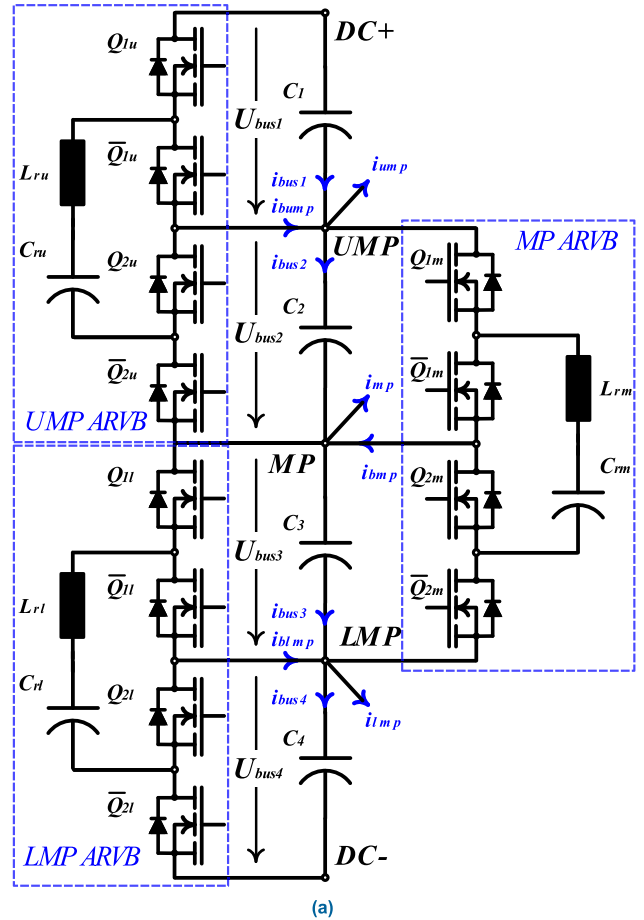 DC+
Q1u
C1
Ubus1
Q̅1u
Lru
ibus1
iump
ibump
UMP
MP ARVB
Cru
Q2u
ibus2
Q1m
C2
Ubus2
Q̅2u
Q̅1m
Lrm
imp
UMP ARVB
MP
ibmp
Q2m
Crm
Q1l
C3
Ubus3
Q̅1l
Q̅2m
Lrl
ibus3
LMP
iblmp
Crl
Q2l
ibus4
ilmp
C4
Ubus4
Q̅2l
LMP ARVB
DC-
(a)